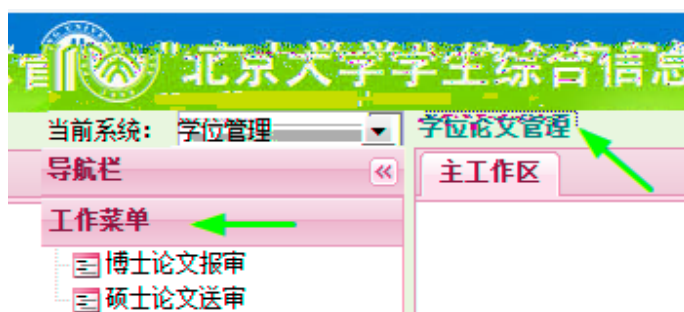 北京大学学生综合信息
当前系统: 学位管理 学位论文管理
导航栏 主工作区
工作菜单
博士论文报审
硕士论文送审